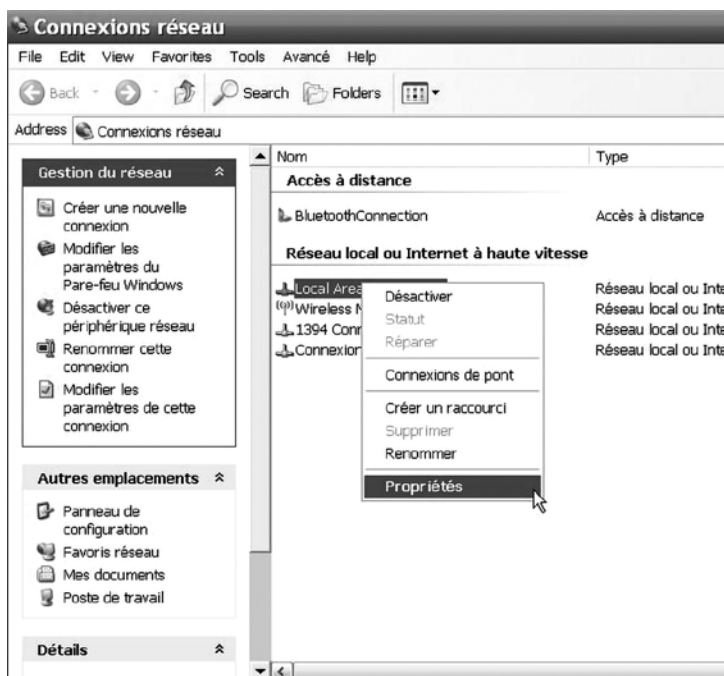 Connexions réseau
File Edit View Favorites Tools Avancé Help
Back Search Folders
Address Connexions réseau
Gestion du réseau
Créer une nouvelle
connexion
Modifier les
paramètres du
Pare-feu Windows
Désactiver ce
périphérique réseau
Renommer cette
connexion
Modifier les
paramètres de cette
connexion
Autres emplacements
Panneau de
configuration
Favoris réseau
Mes documents
Poste de travail
Détails
Nom Type
Accès à distance
BluetoothConnection Accès à distance
Réseau local ou Internet à haute vitesse
Local Area Réseau local ou Inte
Wireless N Réseau local ou Inte
1394 Conr Réseau local ou Inte
Connexion Réseau local ou Inte
Désactiver
Statut
Réparer
Connexions de pont
Créer un raccourci
Supprimer
Renommer
Propriétés